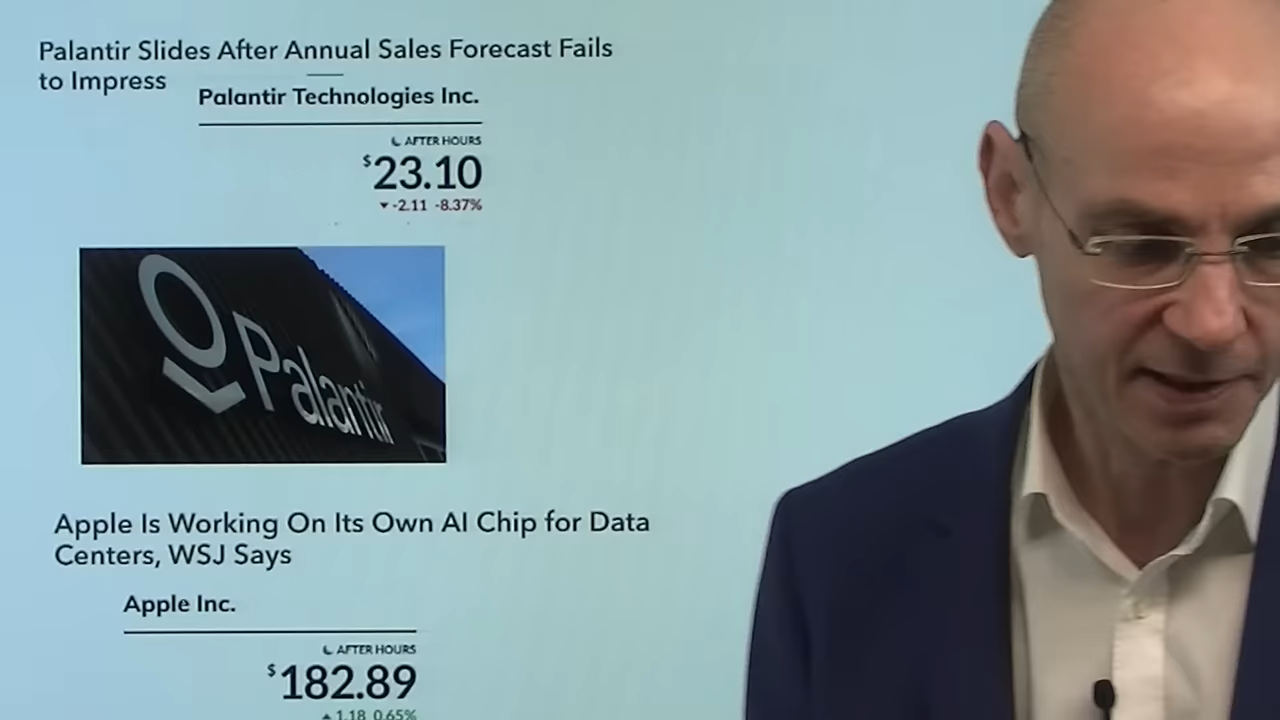 Palantir Slides After Annual Sales Forecast Fails
to Impress
Palantir Technologies Inc.
AFTER HOURS
$23.10
▼ -2.11 -8.37%
Palantir
Apple Is Working On Its Own AI Chip for Data
Centers, WSJ Says
Apple Inc.
AFTER HOURS
$182.89
▲ 1.18 0.65%